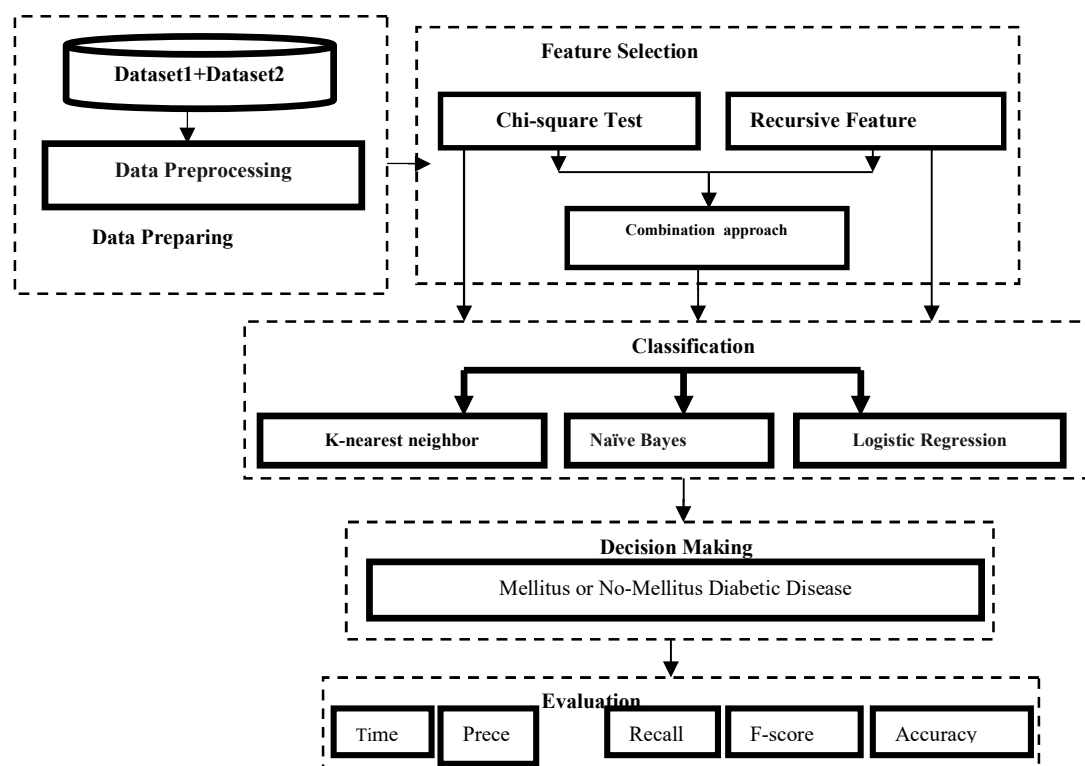 Dataset1+Dataset2
Data Preprocessing
Data Preparing
Feature Selection
Chi-square Test
Recursive Feature
Combination approach
Classification
K-nearest neighbor
Naïve Bayes
Logistic Regression
Decision Making
Mellitus or No-Mellitus Diabetic Disease
Evaluation
Time
Prece
Recall
F-score
Accuracy